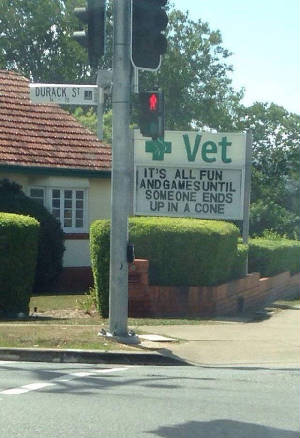 DURACK ST
Vet
IT'S ALL FUN
AND GAMES UNTIL
SOMEONE ENDS
UP IN A CONE